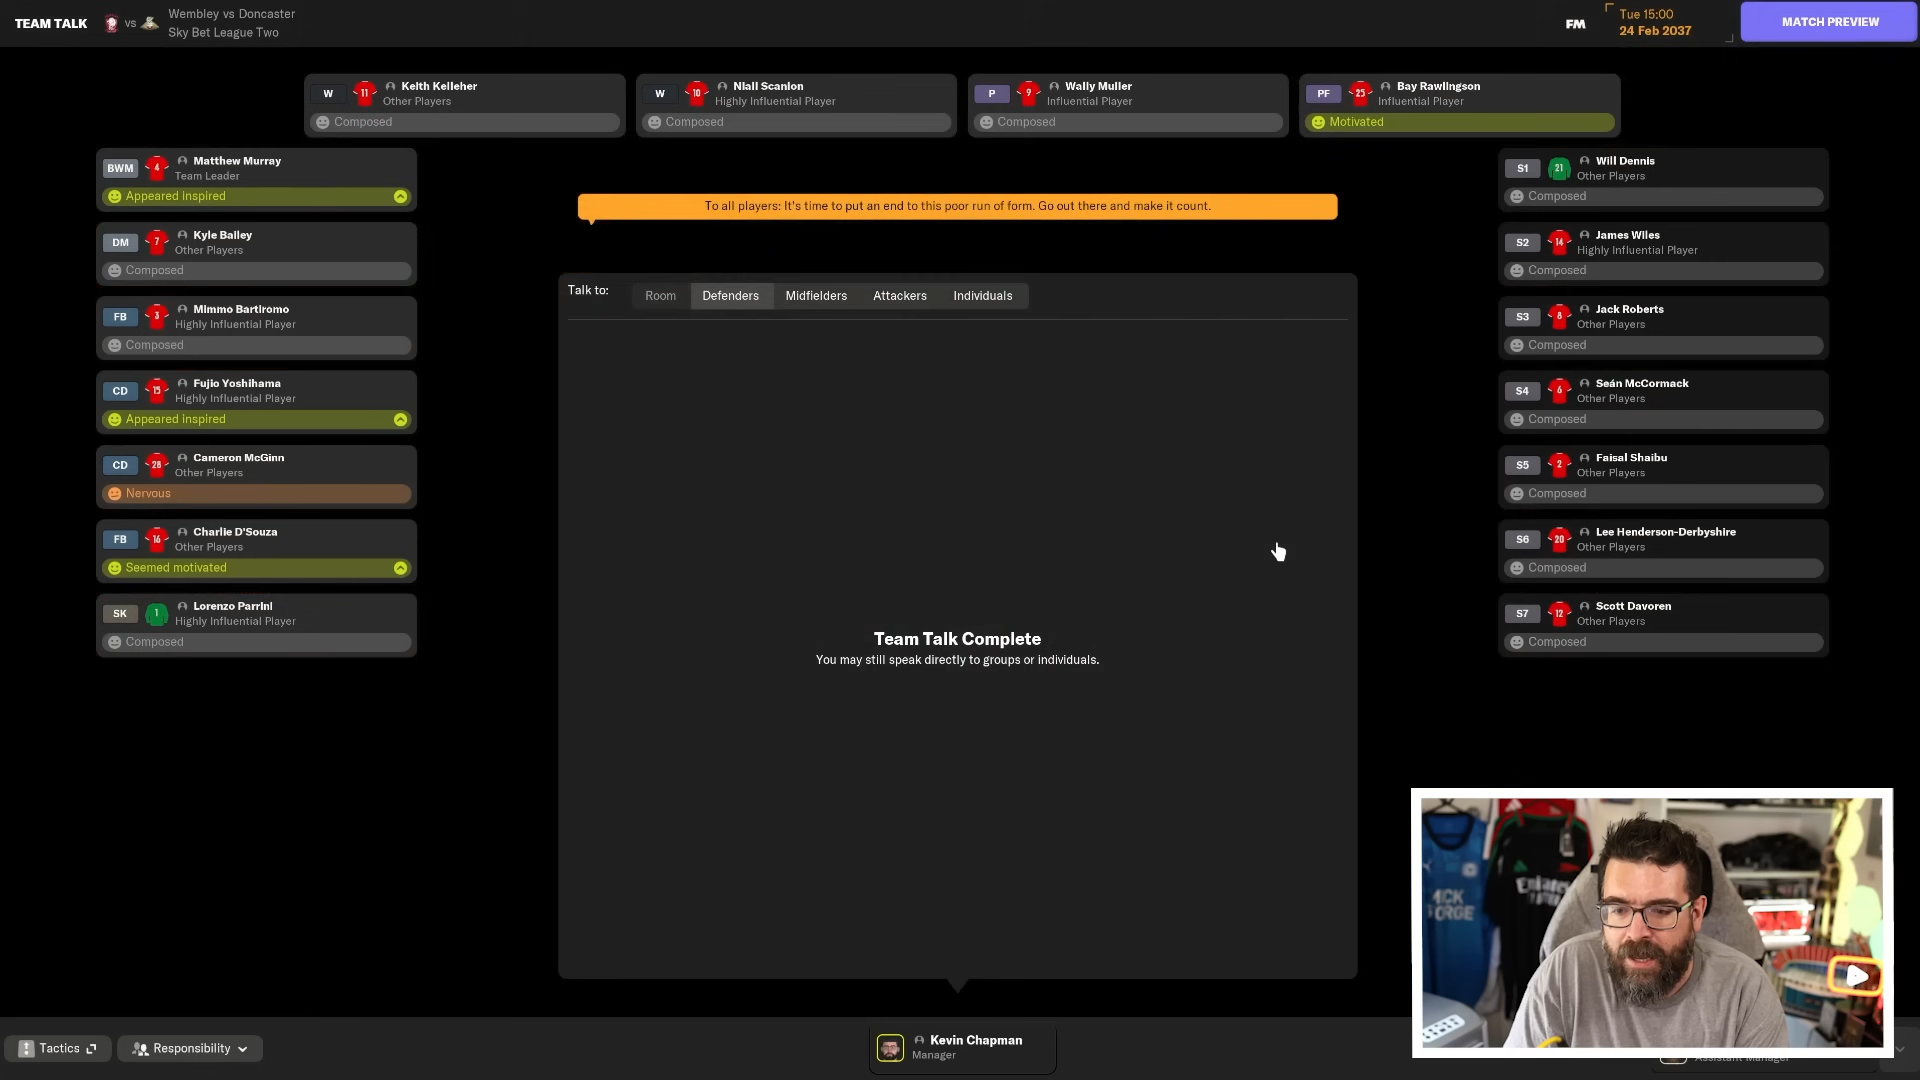 TEAM TALK
vs
Wembley vs Doncaster
Sky Bet League Two
FM
Tue 15:00
24 Feb 2037
MATCH PREVIEW
W
11
Keith Kelleher
Other Players
Composed
W
10
Niall Scanlon
Highly Influential Player
Composed
P
9
Wally Muller
Influential Player
Composed
PF
25
Bay Rawlingson
Influential Player
Motivated
BWM
4
Matthew Murray
Team Leader
Appeared inspired
DM
7
Kyle Bailey
Other Players
Composed
FB
3
Mimmo Bartiromo
Highly Influential Player
Composed
CD
15
Fujio Yoshihama
Highly Influential Player
Appeared inspired
CD
28
Cameron McGinn
Other Players
Nervous
FB
16
Charlie D'Souza
Other Players
Seemed motivated
SK
1
Lorenzo Parrini
Highly Influential Player
Composed
To all players: It's time to put an end to this poor run of form. Go out there and make it count.
Talk to:
Room
Defenders
Midfielders
Attackers
Individuals
Team Talk Complete
You may still speak directly to groups or individuals.
S1
21
Will Dennis
Other Players
Composed
S2
14
James Wiles
Highly Influential Player
Composed
S3
8
Jack Roberts
Other Players
Composed
S4
6
Seán McCormack
Other Players
Composed
S5
2
Faisal Shaibu
Other Players
Composed
S6
20
Lee Henderson-Derbyshire
Other Players
Composed
S7
12
Scott Davoren
Other Players
Composed
Tactics
Responsibility
Kevin Chapman
Manager
Assistant Manager